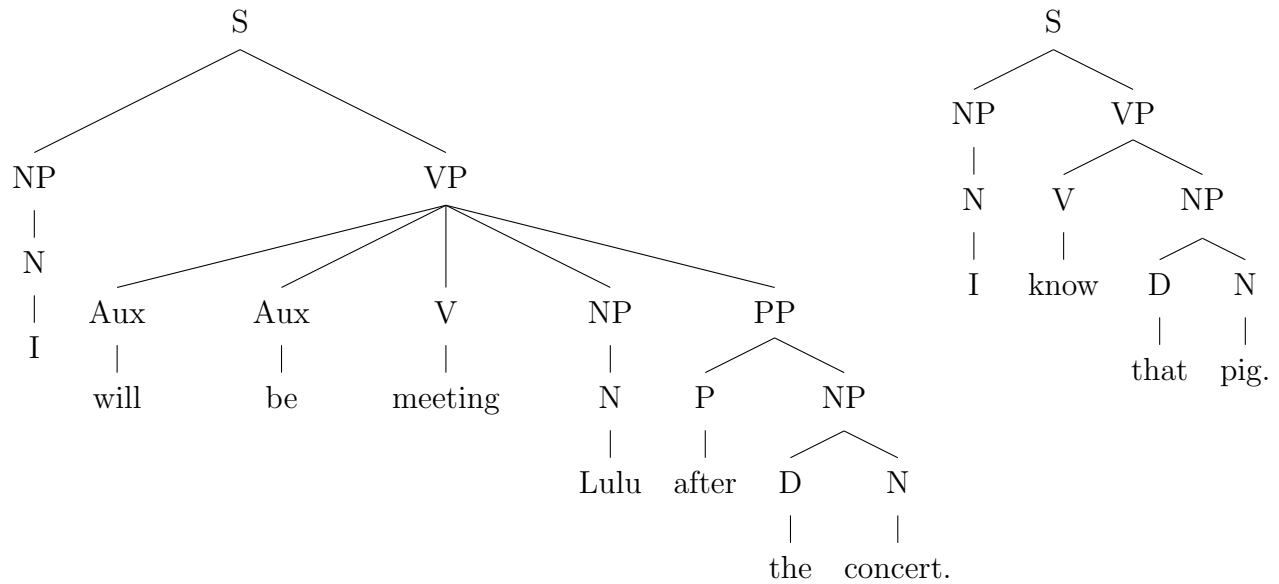 S S
NP VP
NP VP
N V NP
N
I know D N
Aux Aux V NP PP
I
that pig.
will be meeting N P NP
Lulu after D N
the concert.